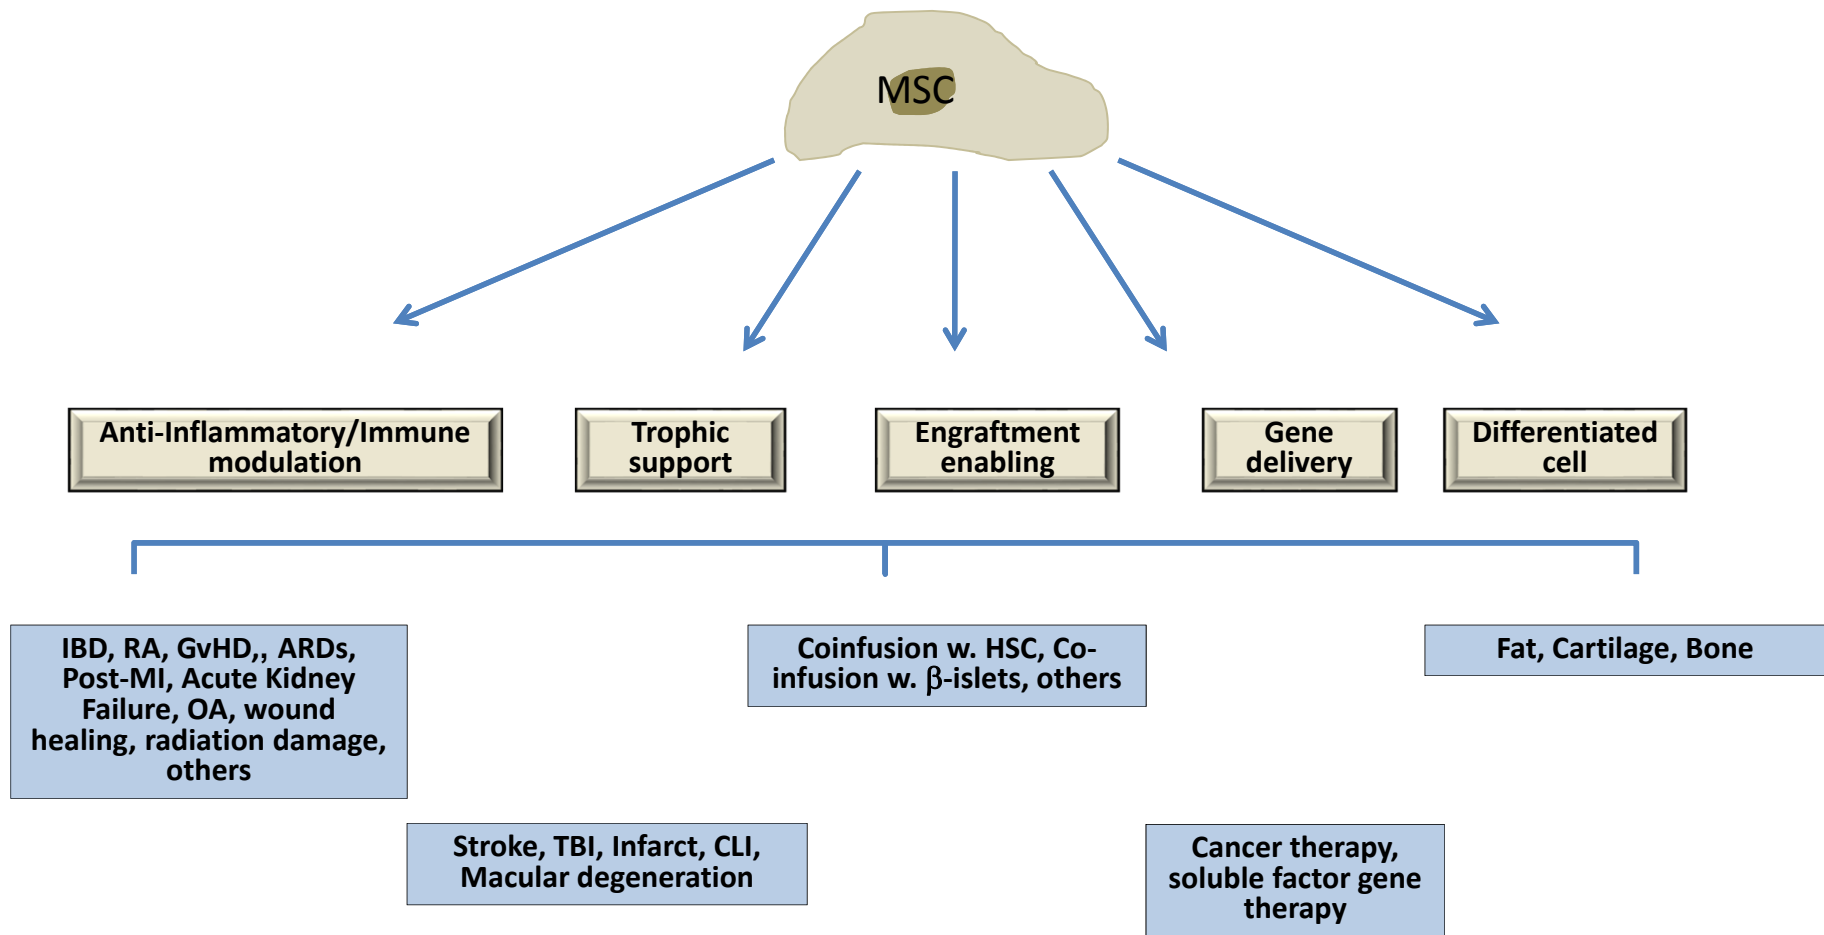 MSC
Anti-Inflammatory/Immune
modulation
Trophic
support
Engraftment
enabling
Gene
delivery
Differentiated
cell
IBD, RA, GvHD,, ARDs,
Post-MI, Acute Kidney
Failure, OA, wound
healing, radiation damage,
others
Coinfusion w. HSC, Co-
infusion w. β-islets, others
Fat, Cartilage, Bone
Stroke, TBI, Infarct, CLI,
Macular degeneration
Cancer therapy,
soluble factor gene
therapy